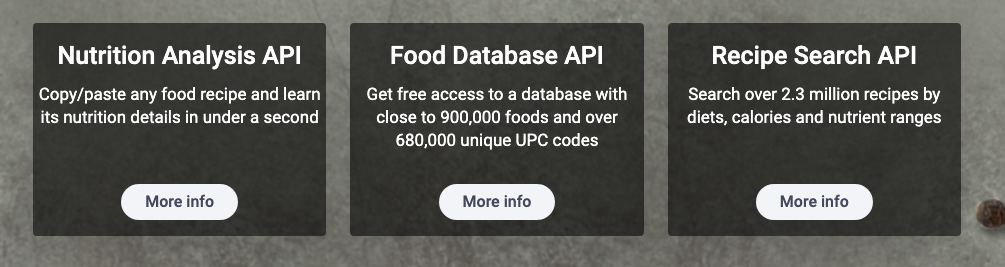 Nutrition Analysis API
Copy/paste any food recipe and learn
its nutrition details in under a second
More info
Food Database API
Get free access to a database with
close to 900,000 foods and over
680,000 unique UPC codes
More info
Recipe Search API
Search over 2.3 million recipes by
diets, calories and nutrient ranges
More info